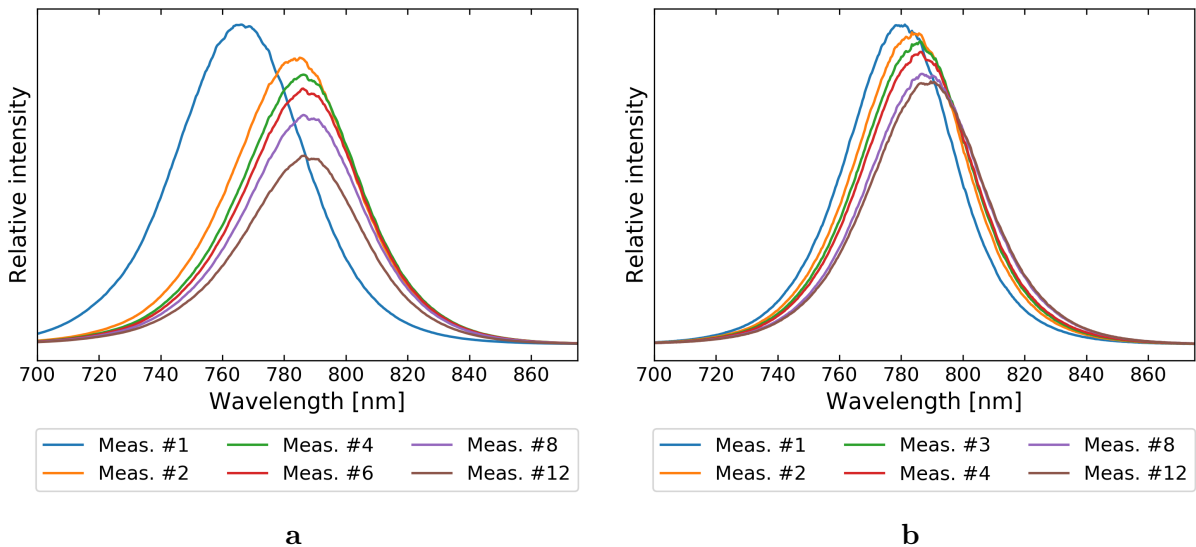 Relative intensity
700 720 740 760 780 800 820 840 860
Wavelength [nm]
Meas. #1 Meas. #4 Meas. #8
Meas. #2 Meas. #6 Meas. #12
a
Relative intensity
700 720 740 760 780 800 820 840 860
Wavelength [nm]
Meas. #1 Meas. #3 Meas. #8
Meas. #2 Meas. #4 Meas. #12
b